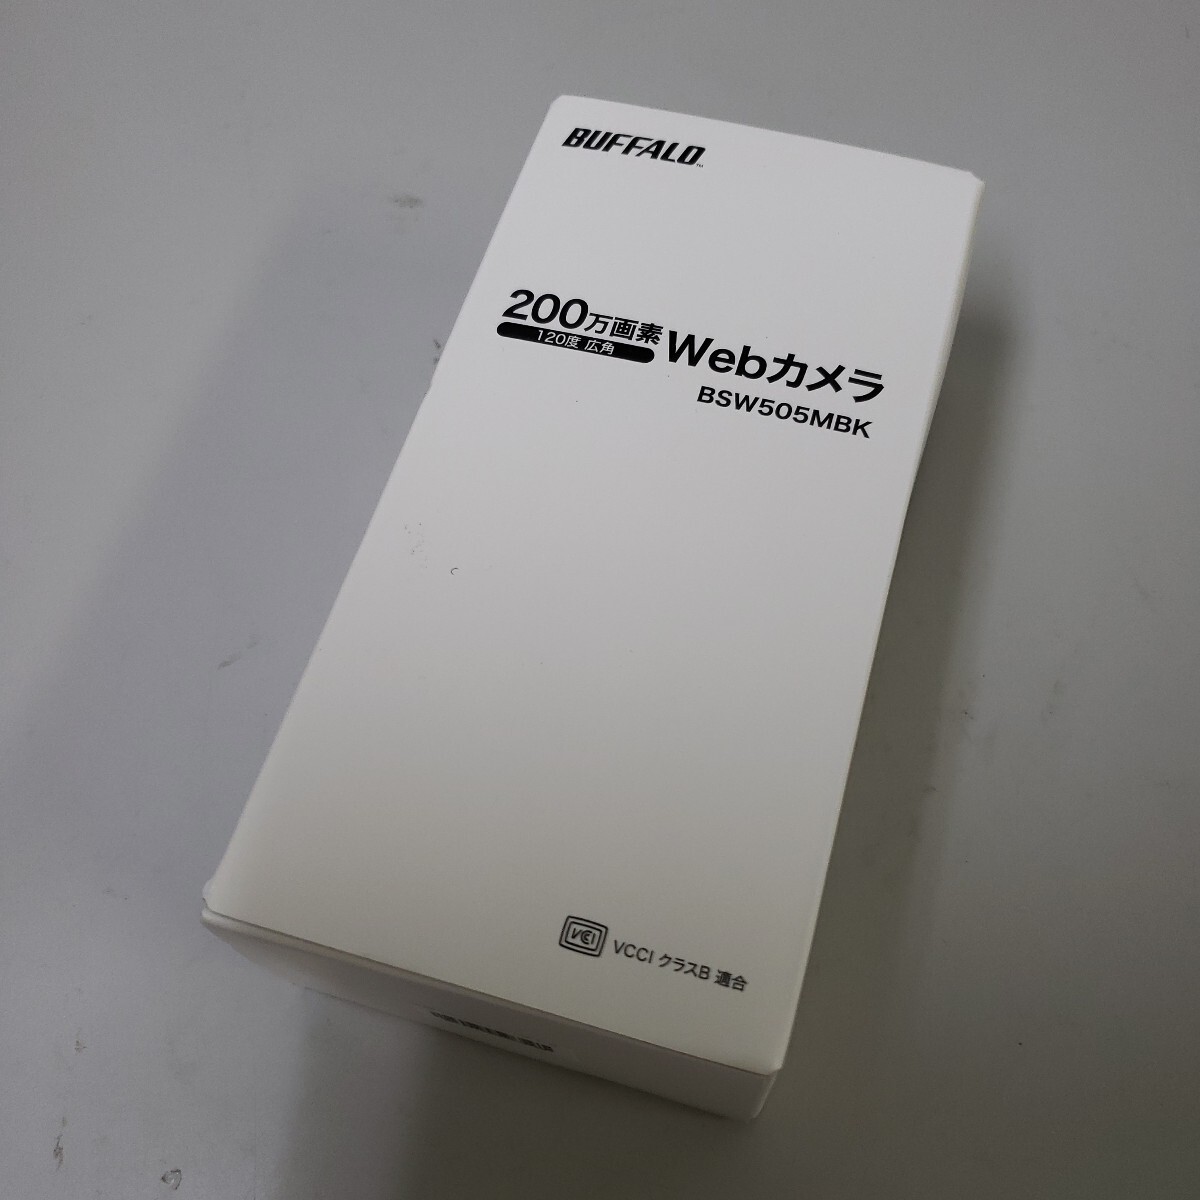 BUFFALO™
200万画素
120度 広角
Webカメラ
BSW505MBK
VCCI
VCCI クラスB 適合